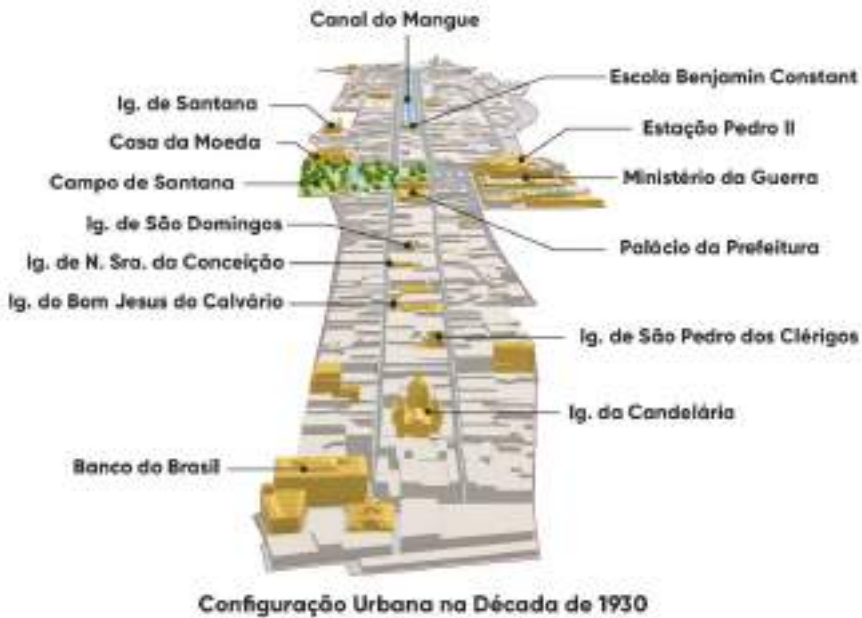 Canal do Mangue
Escola Benjamin Constant
Ig. de Santana
Estação Pedro II
Casa da Moeda
Ministério da Guerra
Campo de Santana
Ig. de São Domingos
Palácio da Prefeitura
Ig. de N. Sra. da Conceição
Ig. do Bom Jesus do Calvário
Ig. de São Pedro dos Clérigos
Ig. da Candelária
Banco do Brasil
Configuração Urbana na Década de 1930